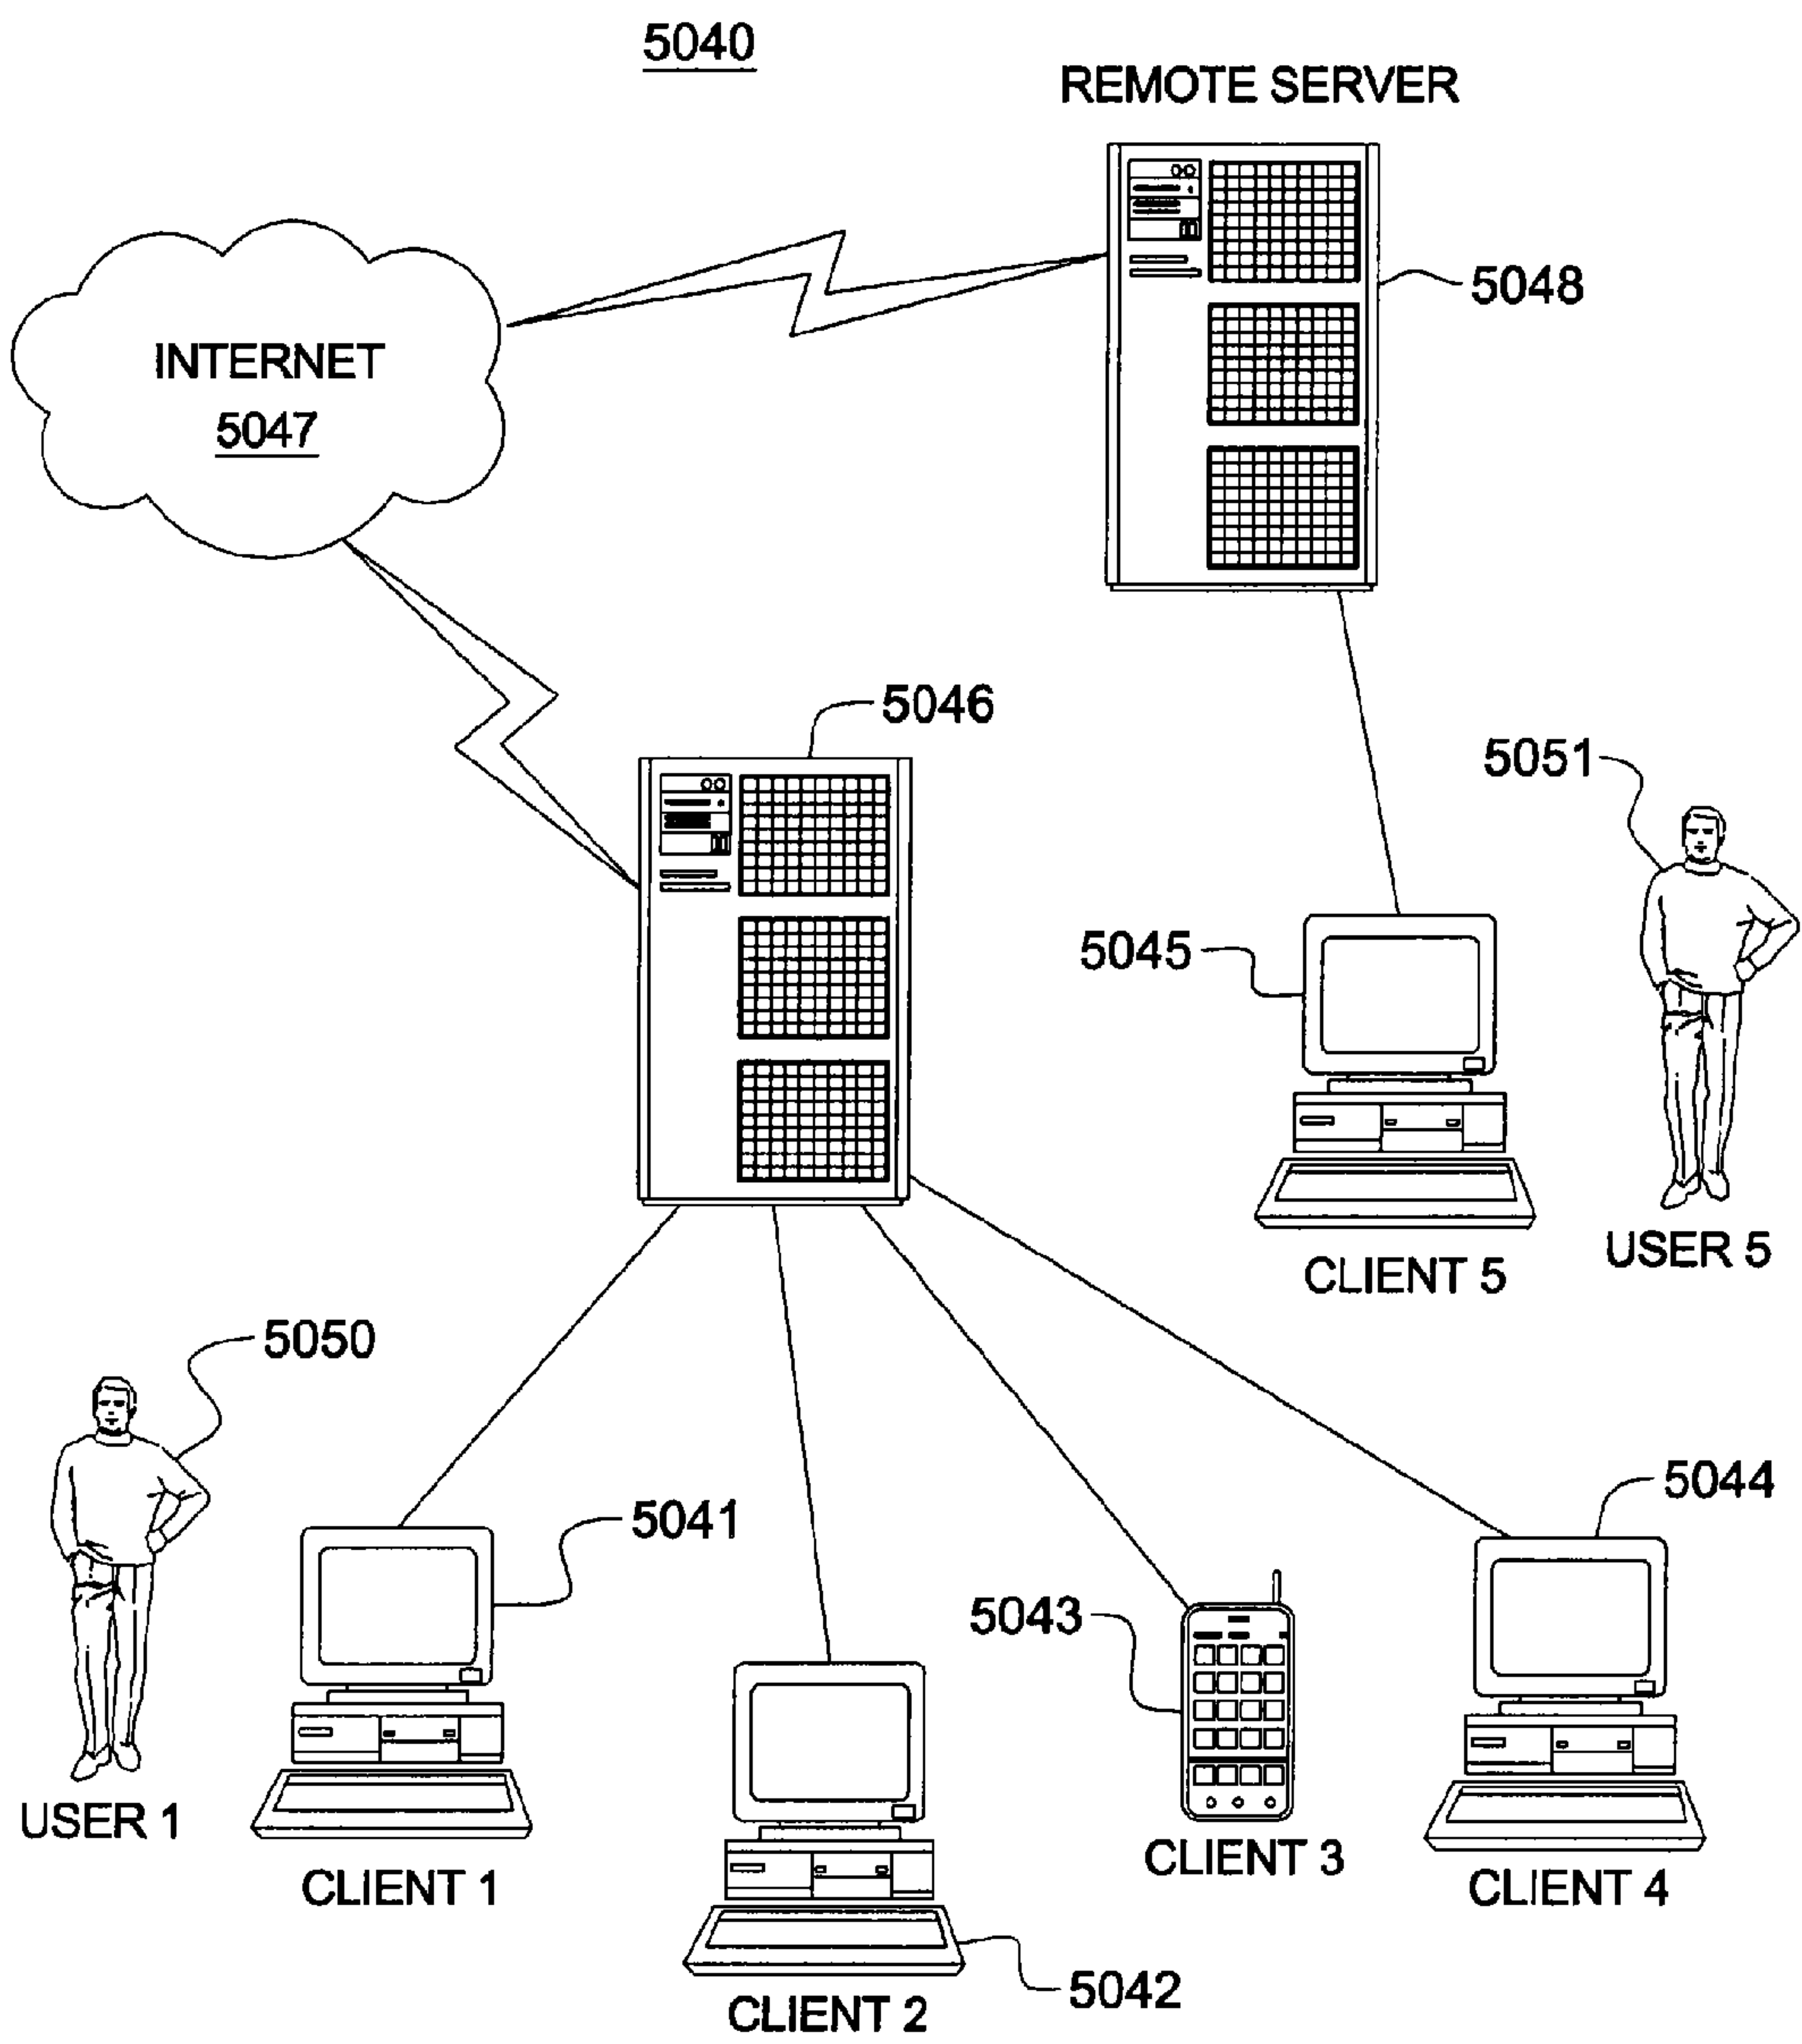 5040
REMOTE SERVER
5048
INTERNET
5047
5046
5051
5045
USER 5
CLIENT 5
5050
5044
5041
5043
USER 1
CLIENT 3
CLIENT 1
CLIENT 4
5042
CLIENT 2